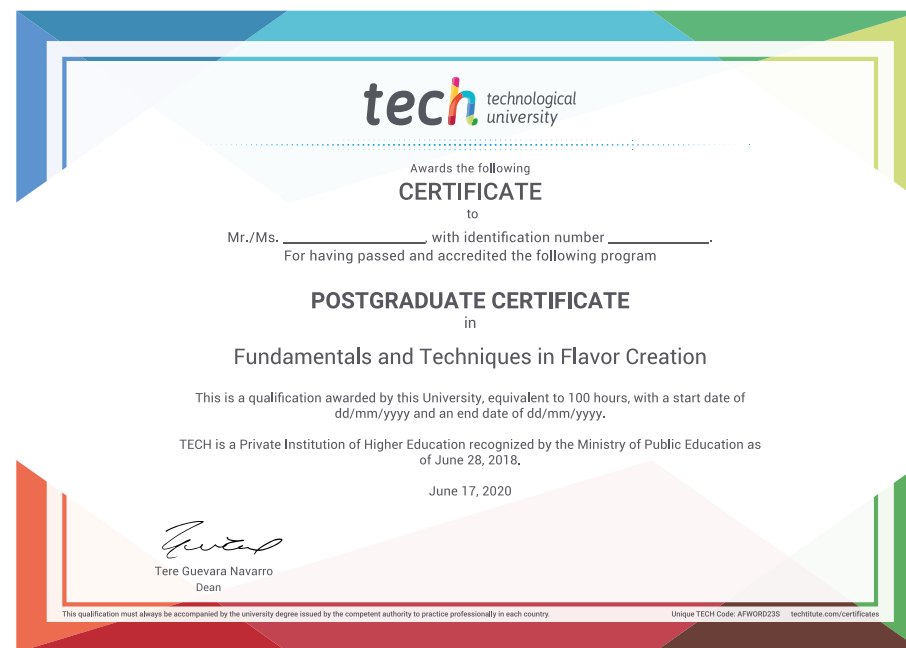 tech technological
university
Awards the following
CERTIFICATE
to
Mr./Ms. ____________________, with identification number ______________.
For having passed and accredited the following program
POSTGRADUATE CERTIFICATE
in
Fundamentals and Techniques in Flavor Creation
This is a qualification awarded by this University, equivalent to 100 hours, with a start date of
dd/mm/yyyy and an end date of dd/mm/yyyy.
TECH is a Private Institution of Higher Education recognized by the Ministry of Public Education as
of June 28, 2018.
June 17, 2020
Tere Guevara Navarro
Dean
This qualification must always be accompanied by the university degree issued by the competent authority to practice professionally in each country. Unique TECH Code: AFWORD23S techtitute.com/certificates